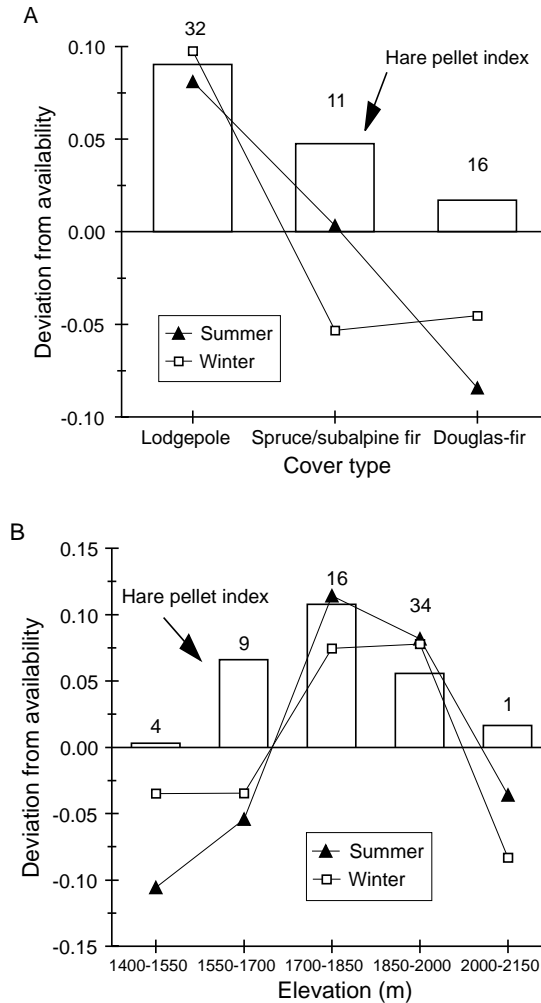 A
32
0.10
Hare pellet index
11
0.05
16
0.00
Deviation from availability
-0.05
Summer
Winter
-0.10
Lodgepole Spruce/subalpine fir Douglas-fir
Cover type
B
0.15
16
Hare pellet index
34
0.10
9
0.05
4
1
0.00
Deviation from availability
-0.05
Summer
Winter
-0.10
-0.15
1400-1550 1550-1700 1700-1850 1850-2000 2000-2150
Elevation (m)